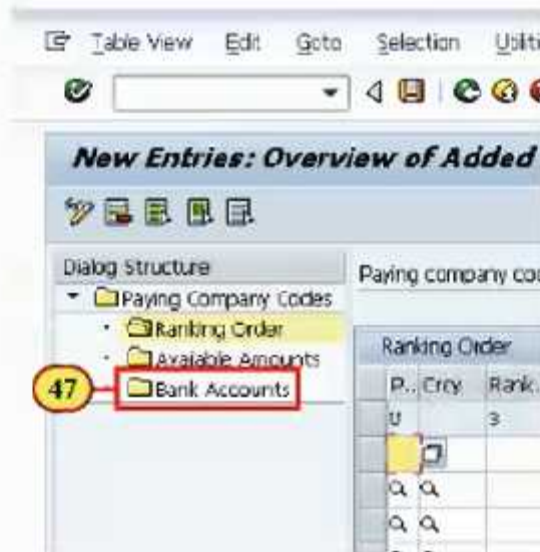 Table View Edit Goto Selection
New Entries: Overview of Added
Dialog Structure
Paying Company Codes
Ranking Order
Available Amounts
Bank Accounts
47
Paying company
Ranking Order
P.. Crcy Rank.
U 3